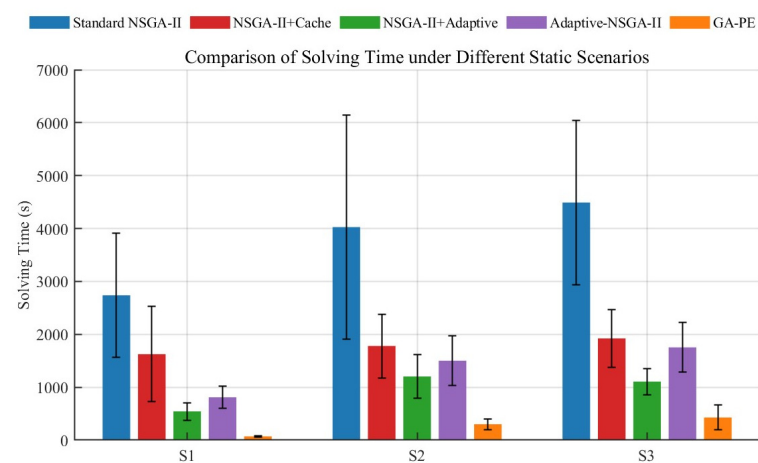 Standard NSGA-II NSGA-II+Cache NSGA-II+Adaptive Adaptive-NSGA-II GA-PE
Comparison of Solving Time under Different Static Scenarios
7000
6000
5000
4000
3000
2000
1000
0
Solving Time (s)
S1 S2 S3